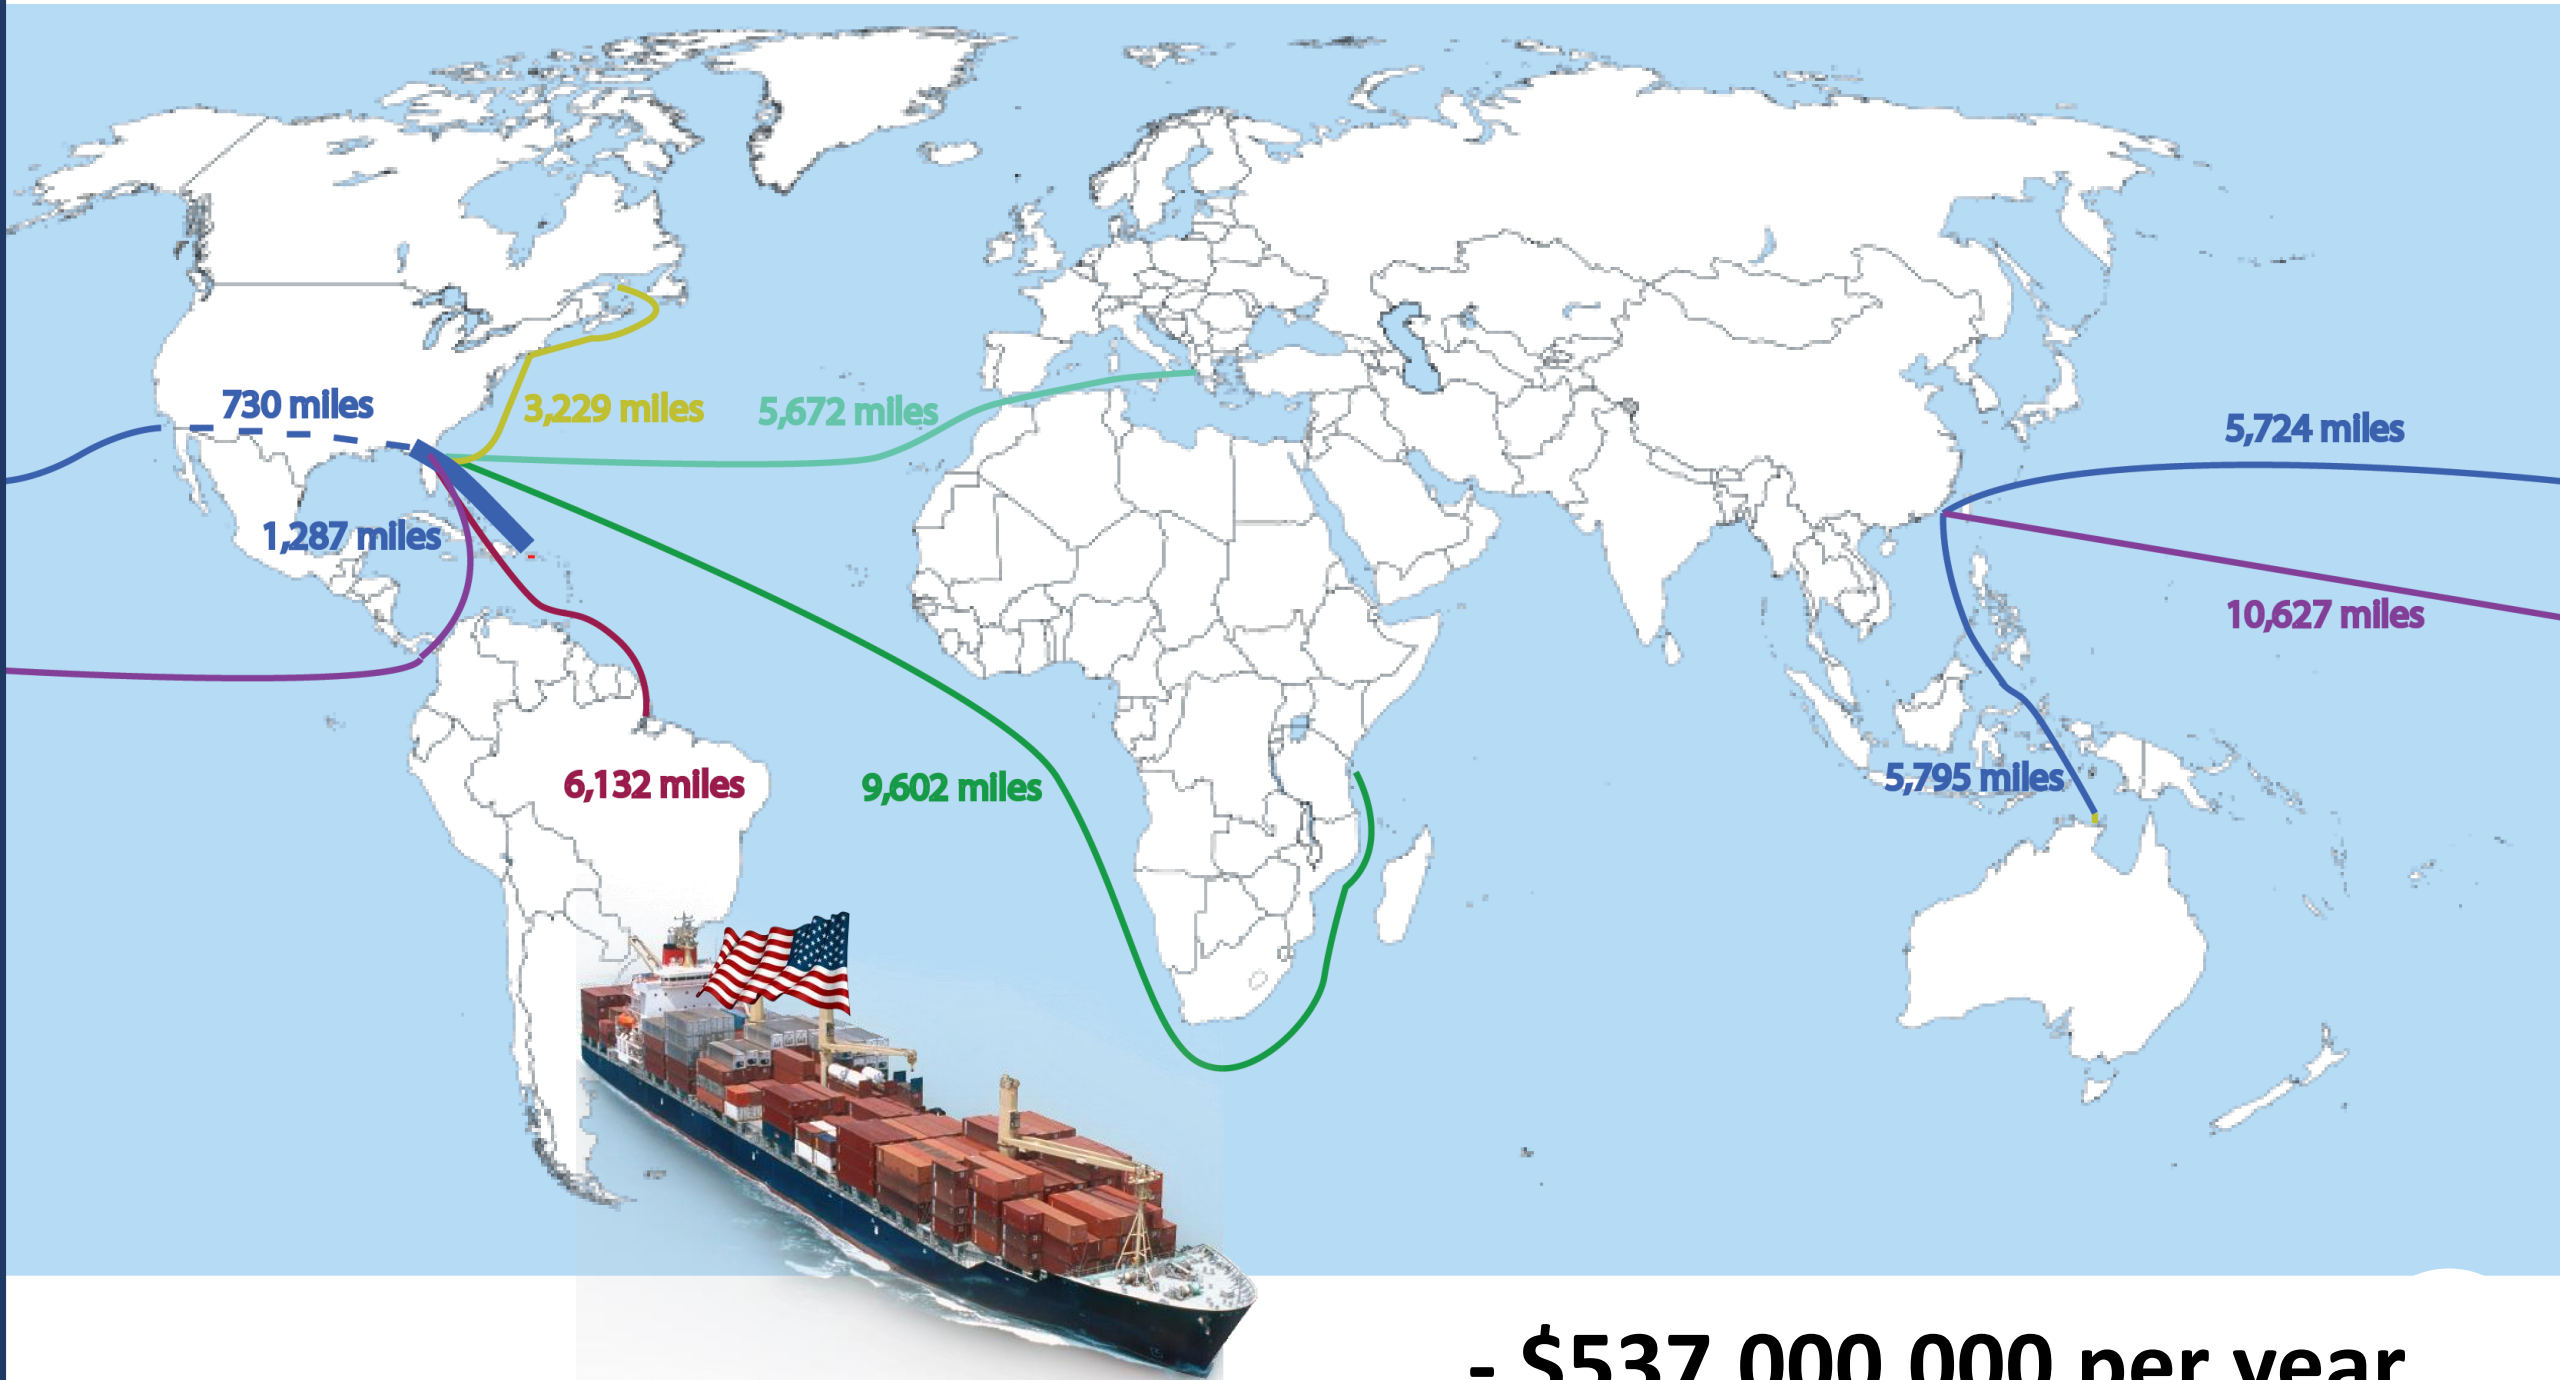 730 miles
3,229 miles
5,672 miles
5,724 miles
1,287 miles
10,627 miles
6,132 miles
9,602 miles
5,795 miles
- $537,000,000 per year